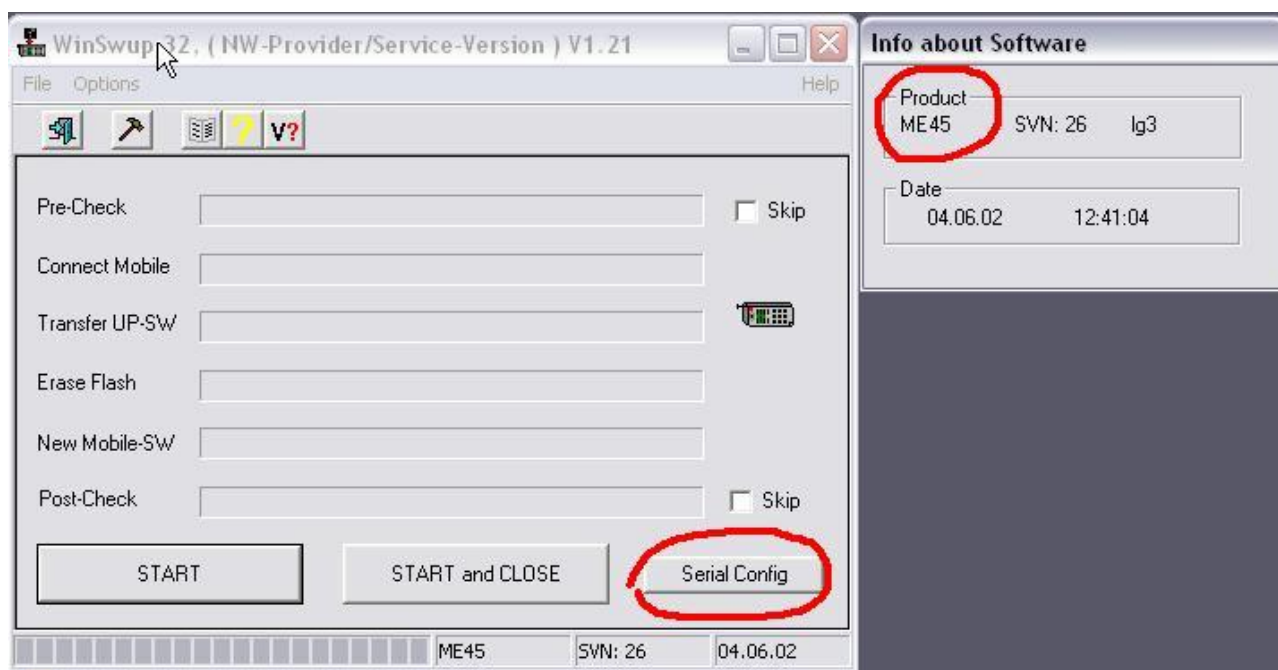 WinSwup 32, ( NW-Provider/Service-Version ) V1.21
File Options Help
V?
Pre-Check Skip
Connect Mobile
Transfer UP-SW
Erase Flash
New Mobile-SW
Post-Check Skip
START START and CLOSE Serial Config
ME45 SVN: 26 04.06.02
Info about Software
Product
ME45 SVN: 26 lg3
Date
04.06.02 12:41:04